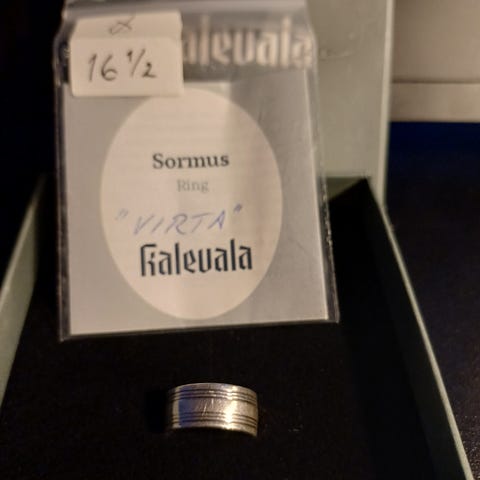 Kalevala
16 1/2
Sormus
Ring
"VIRTA"
Kalevala